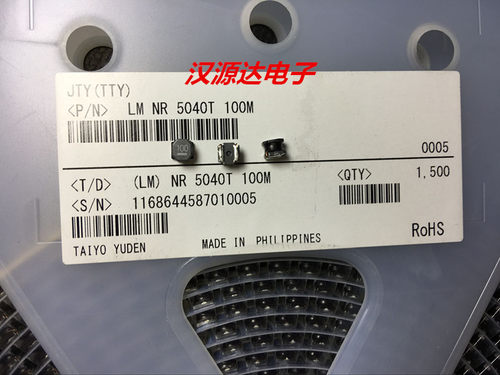 汉源达电子
JTY(TTY)
<P/N> LM NR 5040T 100M
100
0005
<T/D> (LM) NR 5040T 100M <QTY> 1,500
<S/N> 1168644587010005
TAIYO YUDEN MADE IN PHILIPPINES RoHS